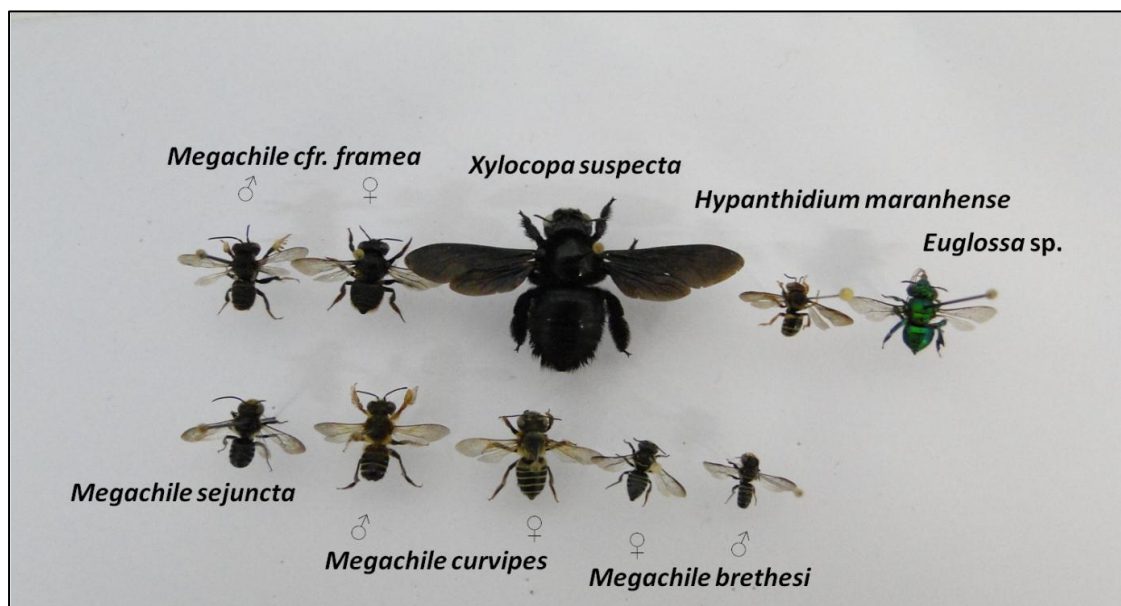 Megachile cfr. framea
♂ ♀
Xylocopa suspecta
Hypanthidium maranhense
Euglossa sp.
Megachile sejuncta
♂ ♀
Megachile curvipes
♀ ♂
Megachile brethesi